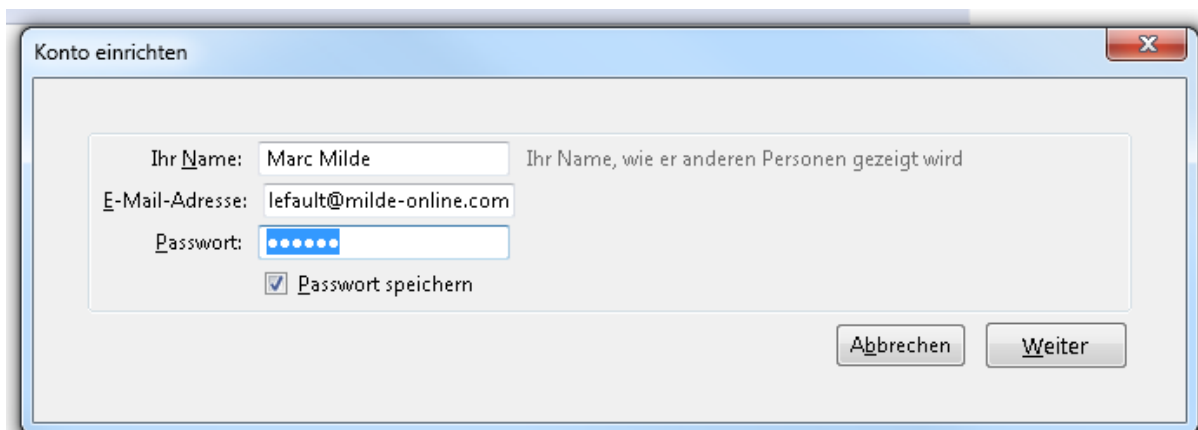 Konto einrichten
Ihr Name: Marc Milde Ihr Name, wie er anderen Personen gezeigt wird
E-Mail-Adresse: lefault@milde-online.com
Passwort: ●●●●●●
Passwort speichern
Abbrechen Weiter